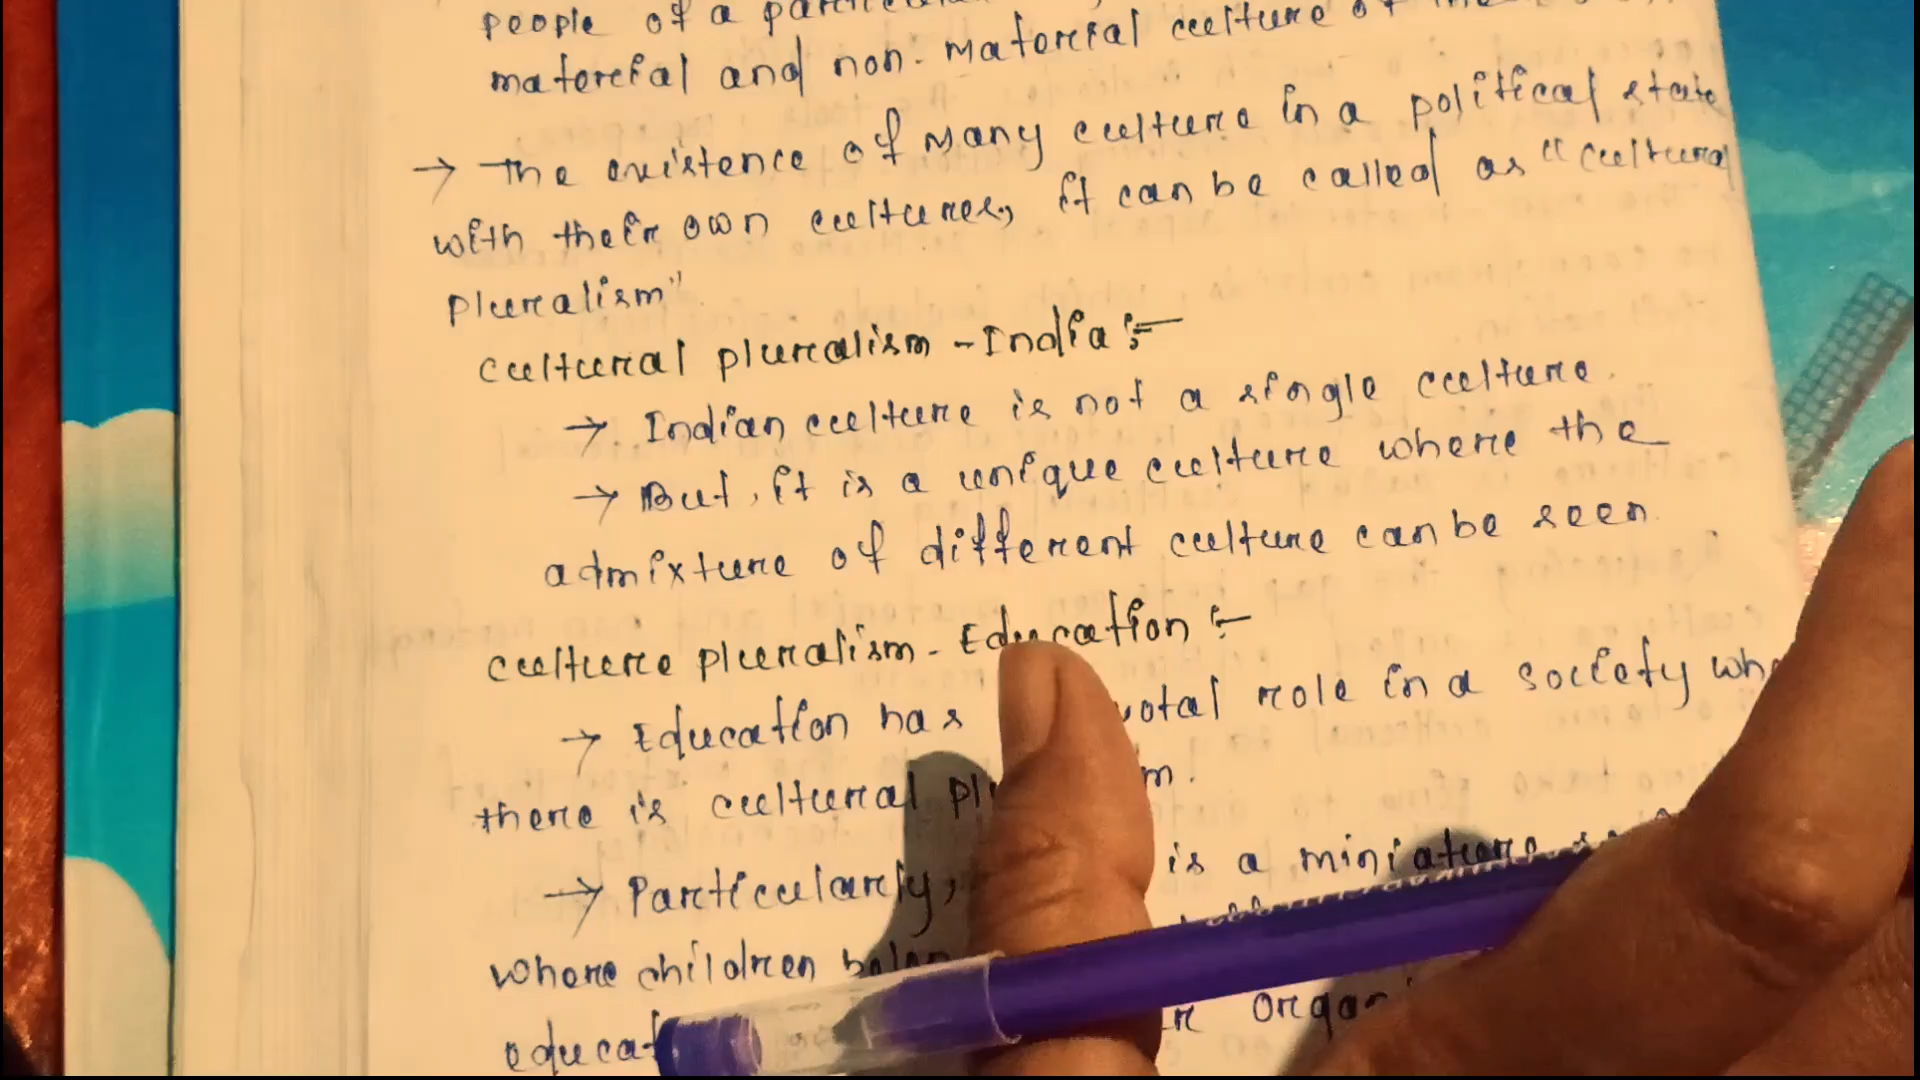 people of a
material and non-material culture of
→ The existence of Many culture in a political state
with their own cultures, it can be called as "Cultural
Pluralism"
Cultural pluralism - India :-
→ Indian culture is not a single culture.
→ But, it is a unique culture where the
admixture of different culture can be seen.
Culture pluralism - Education :-
→ Education has role in a society
there is cultural
→ Particularly, is a miniature
where children